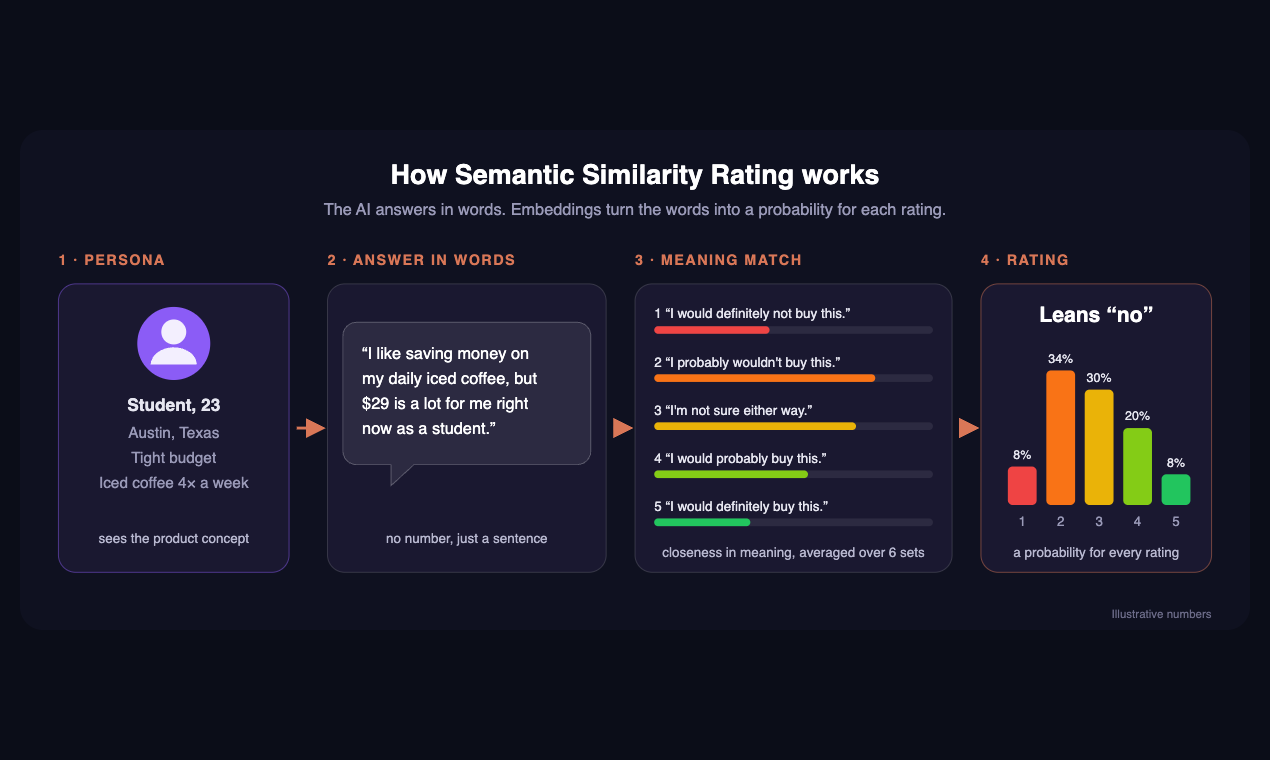 How Semantic Similarity Rating works
The AI answers in words. Embeddings turn the words into a probability for each rating.
1 · PERSONA
Student, 23
Austin, Texas
Tight budget
Iced coffee 4× a week
sees the product concept
2 · ANSWER IN WORDS
“I like saving money on
my daily iced coffee, but
$29 is a lot for me right
now as a student.”
no number, just a sentence
3 · MEANING MATCH
1 “I would definitely not buy this.”
2 “I probably wouldn't buy this.”
3 “I'm not sure either way.”
4 “I would probably buy this.”
5 “I would definitely buy this.”
closeness in meaning, averaged over 6 sets
4 · RATING
Leans “no”
8%
34%
30%
20%
8%
1
2
3
4
5
a probability for every rating
Illustrative numbers